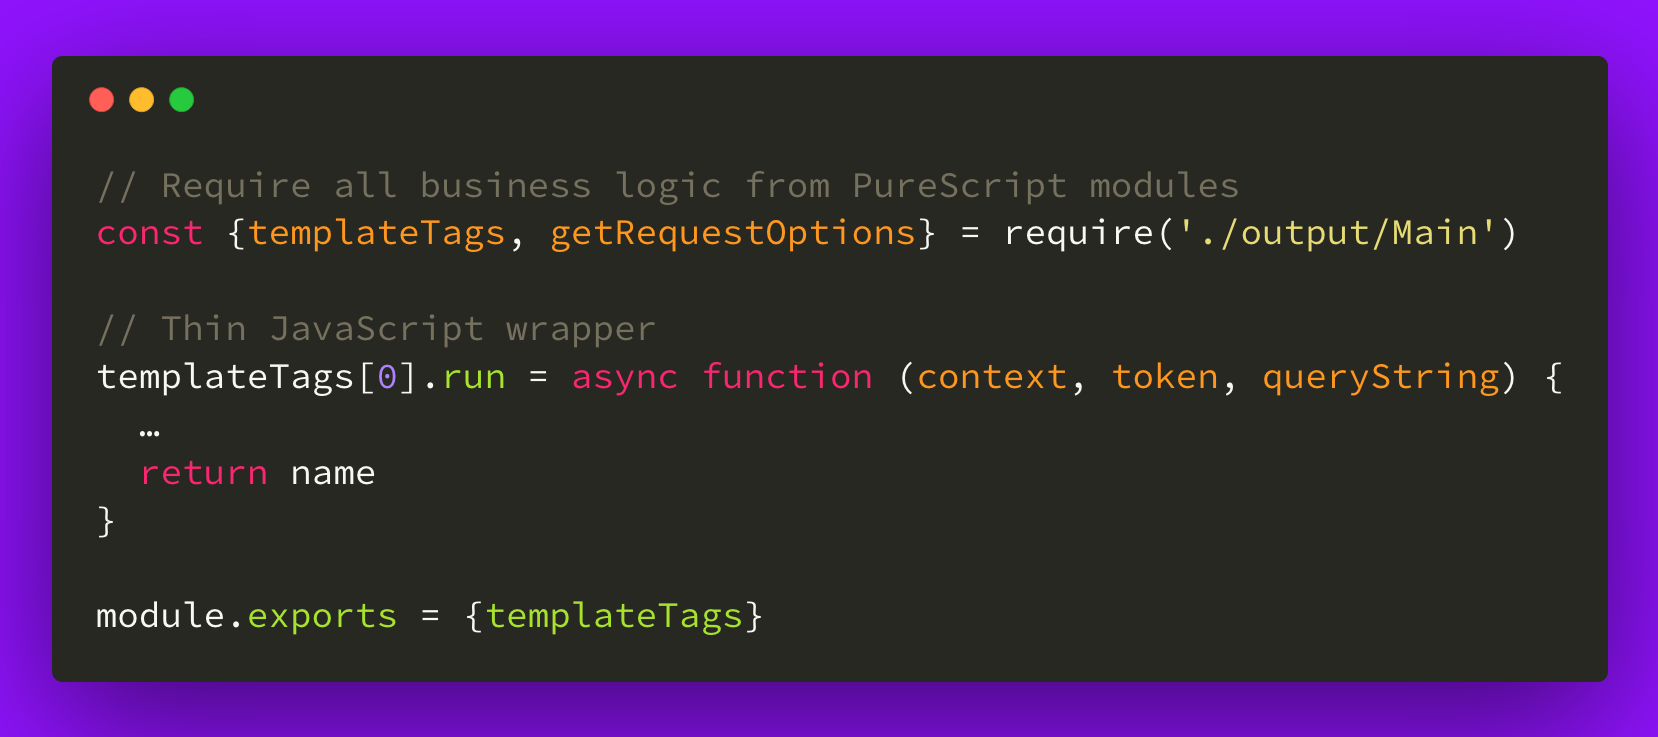 // Require all business logic from PureScript modules
const {templateTags, getRequestOptions} = require('./output/Main')
// Thin JavaScript wrapper
templateTags[0].run = async function (context, token, queryString) {
…
return name
}
module.exports = {templateTags}